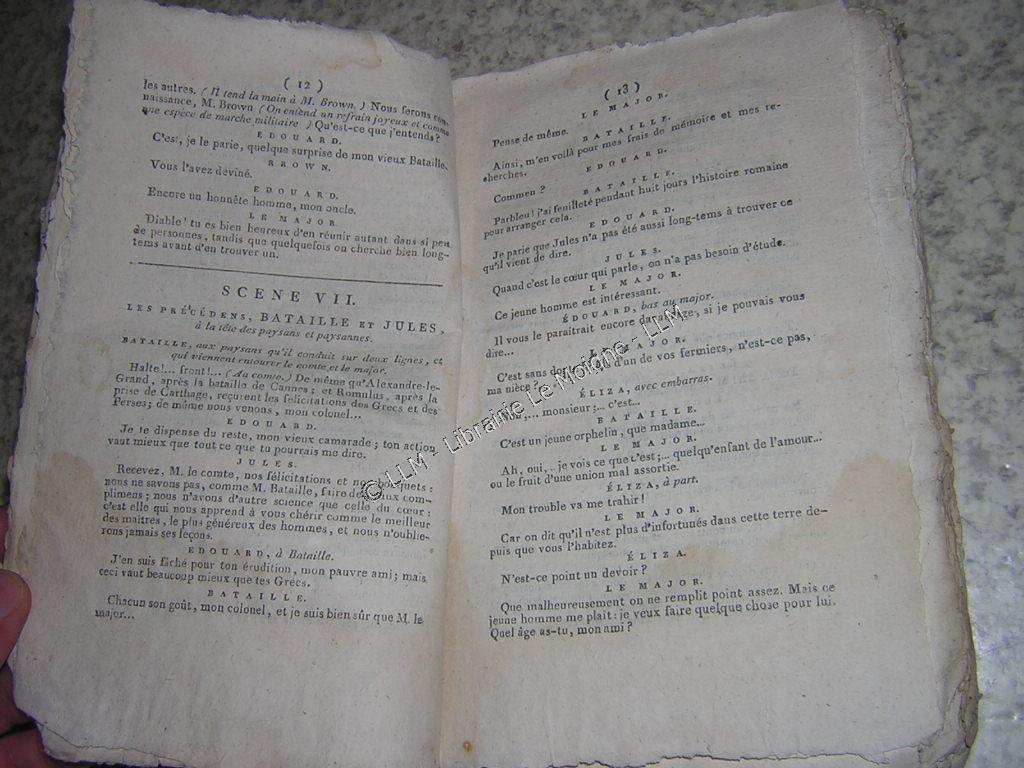 ( 12 )
les autres. ( Il tend la main à M. Brown. ) Nous ferons con-
naissance, M. Brown ( On entend un refrain joyeux et comme
une espèce de marche militaire ) Qu'est-ce que j'entends ?
EDOUARD.
C'est, je le parie, quelque surprise de mon vieux Bataille.
BROWN.
Vous l'avez deviné.
EDOUARD.
Encore un honnête homme, mon oncle.
LE MAJOR.
Diable ! tu es bien heureux d'en réunir autant dans si peu
de personnes, tandis que quelquefois on cherche bien long-
tems avant d'en trouver un.
SCENE VII.
LES PRÉCÉDENS, BATAILLE ET JULES,
à la tête des paysans et paysannes.
BATAILLE, aux paysans qu'il conduit sur deux lignes, et
qui viennent entourer le comte et le major.
Halte !... front !... ( Au comte. ) De même qu'Alexandre-le-
Grand, après la bataille de Cannes ; et Romulus, après la
prise de Carthage, reçurent les félicitations des Grecs et des
Perses ; de même nous venons, mon colonel...
EDOUARD.
Je te dispense du reste, mon vieux camarade ; ton action
vaut mieux que tout ce que tu pourrais me dire.
JULES.
Recevez, M. le comte, nos félicitations et nos bouquets :
nous ne savons pas, comme M. Bataille, faire de beaux com-
plimens ; nous n'avons d'autre science que celle du cœur ;
c'est elle qui nous apprend à vous chérir comme le meilleur
des maîtres, le plus généreux des hommes, et nous n'oublie-
rons jamais ses leçons.
EDOUARD, à Bataille.
J'en suis fâché pour ton érudition, mon pauvre ami ; mais
ceci vaut beaucoup mieux que tes Grecs.
BATAILLE.
Chacun son goût, mon colonel, et je suis bien sûr que M. le
major...
( 13 )
LE MAJOR.
Pense de même.
BATAILLE.
Ainsi, m'en voilà pour mes frais de mémoire et mes re-
cherches.
EDOUARD.
Commen ?
BATAILLE.
Parbleu ! j'ai feuilleté pendant huit jours l'histoire romaine
pour arranger cela.
EDOUARD.
Je parie que Jules n'a pas été aussi long-tems à trouver ce
qu'il vient de dire.
JULES.
Quand c'est le cœur qui parle, on n'a pas besoin d'étude.
LE MAJOR.
Ce jeune homme est intéressant.
ÉDOUARD, bas au major.
Il vous le paraitrait encore davantage, si je pouvais vous
dire...
LE MAJOR.
C'est sans doute le fils d'un de vos fermiers, n'est-ce pas,
ma nièce ?
ÉLIZA, avec embarras.
Non,... monsieur ;... c'est...
BATAILLE.
C'est un jeune orphelin, que madame...
LE MAJOR.
Ah, oui,.. je vois ce que c'est ;... quelqu'enfant de l'amour...
ou le fruit d'une union mal assortie.
ÉLIZA, à part.
Mon trouble va me trahir !
LE MAJOR.
Car on dit qu'il n'est plus d'infortunés dans cette terre de-
puis que vous l'habitez.
ÉLIZA.
N'est-ce point un devoir ?
LE MAJOR.
Que malheureusement on ne remplit point assez. Mais ce
jeune homme me plait : je veux faire quelque chose pour lui.
Quel âge as-tu, mon ami ?
© LLM - Librairie Le Moigne - LLM